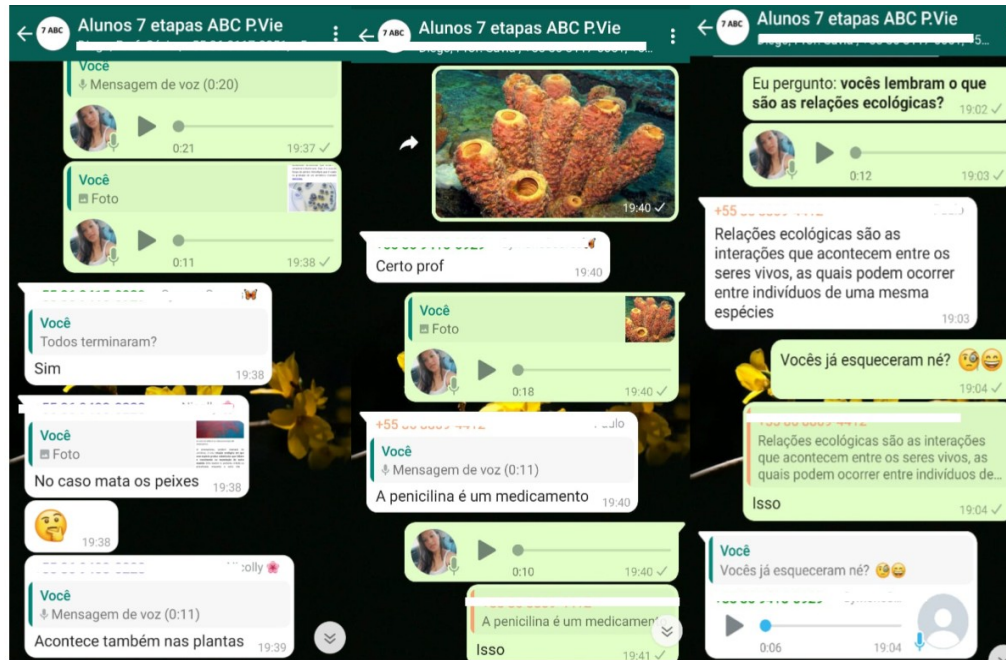 7 ABC
Alunos 7 etapas ABC P.Vie
Você
Mensagem de voz (0:20)
0:21
19:37
Você
Foto
0:11
19:38
Você
Todos terminaram?
Sim
19:38
Você
Foto
No caso mata os peixes
19:38
19:38
Você
Mensagem de voz (0:11)
Acontece também nas plantas
19:39
7 ABC
Alunos 7 etapas ABC P.Vie
19:40
Certo prof
19:40
Você
Foto
0:18
19:40
Você
Mensagem de voz (0:11)
A penicilina é um medicamento
19:40
0:10
19:40
A penicilina é um medicament
Isso
19:41
7 ABC
Alunos 7 etapas ABC P.Vie
Eu pergunto: vocês lembram o que
são as relações ecológicas?
19:02
0:12
19:03
Relações ecológicas são as
interações que acontecem entre os
seres vivos, as quais podem ocorrer
entre indivíduos de uma mesma
espécies
19:03
Vocês já esqueceram né?
19:04
Relações ecológicas são as interações
que acontecem entre os seres vivos, as
quais podem ocorrer entre indivíduos de...
Isso
19:04
Você
Vocês já esqueceram né?
0:06
19:04